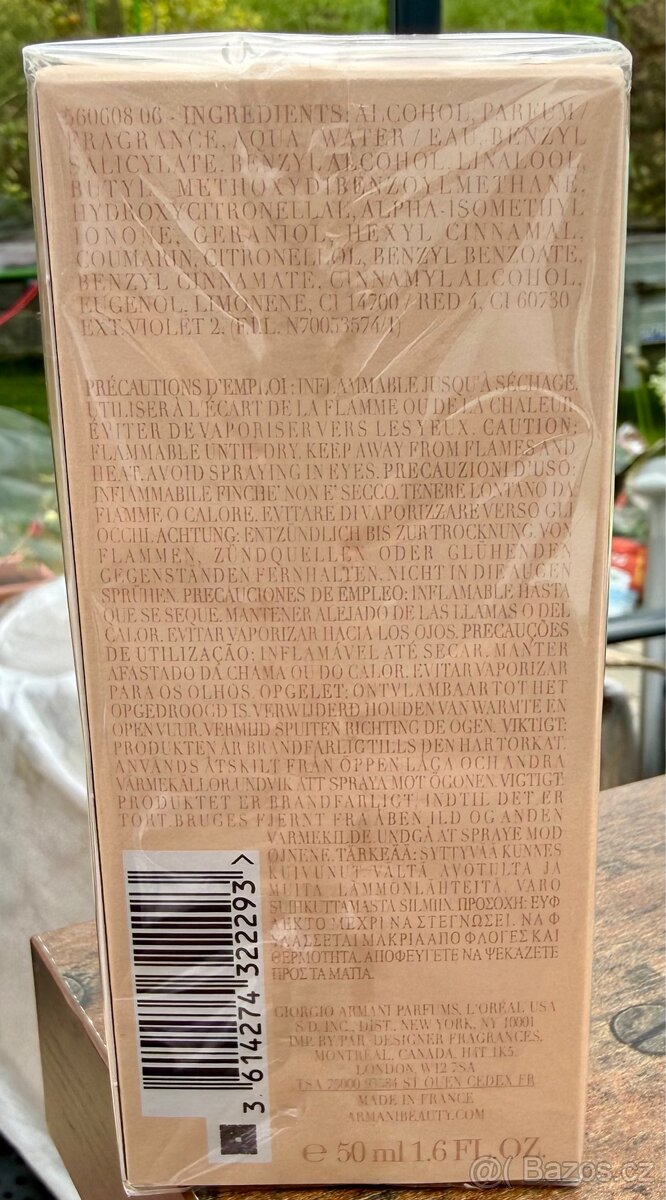 560608 06 - INGREDIENTS: ALCOHOL, PARFUM /
FRAGRANCE, AQUA / WATER / EAU, BENZYL
SALICYLATE, BENZYL ALCOHOL, LINALOOL,
BUTYL METHOXYDIBENZOYLMETHANE,
HYDROXYCITRONELLAL, ALPHA-ISOMETHYL
IONONE, GERANIOL, HEXYL CINNAMAL,
COUMARIN, CITRONELLOL, BENZYL BENZOATE,
BENZYL CINNAMATE, CINNAMYL ALCOHOL,
EUGENOL, LIMONENE, CI 14700 / RED 4, CI 60730
EXT. VIOLET 2, (F.I.L. N70053574/1)
PRÉCAUTIONS D'EMPLOI : INFLAMMABLE JUSQU'À SÉCHAGE.
UTILISER À L'ÉCART DE LA FLAMME OU DE LA CHALEUR
ÉVITER DE VAPORISER VERS LES YEUX. CAUTION:
FLAMMABLE UNTIL DRY. KEEP AWAY FROM FLAMES AND
HEAT. AVOID SPRAYING IN EYES. PRECAUZIONI D'USO:
INFIAMMABILE FINCHE' NON E' SECCO. TENERE LONTANO DA
FIAMME O CALORE. EVITARE DI VAPORIZZARE VERSO GLI
OCCHI. ACHTUNG: ENTZÜNDLICH BIS ZUR TROCKNUNG. VON
FLAMMEN, ZÜNDQUELLEN ODER GLÜHENDEN
GEGENSTÄNDEN FERNHALTEN. NICHT IN DIE AUGEN
SPRÜHEN. PRECAUCIONES DE EMPLEO: INFLAMABLE HASTA
QUE SE SEQUE. MANTENER ALEJADO DE LAS LLAMAS O DEL
CALOR. EVITAR VAPORIZAR HACIA LOS OJOS. PRECAUÇÕES
DE UTILIZAÇÃO: INFLAMÁVEL ATÉ SECAR. MANTER
AFASTADO DA CHAMA OU DO CALOR. EVITAR VAPORIZAR
PARA OS OLHOS. OPGELET: ONTVLAMBAAR TOT HET
OPGEDROOGD IS. VERWIJDERD HOUDEN VAN WARMTE EN
OPEN VUUR. VERMIJD SPUITEN RICHTING DE OGEN. VIKTIGT:
PRODUKTEN ÄR BRANDFARLIG TILLS DEN HAR TORKAT.
ANVÄNDS ÅTSKILT FRÅN ÖPPEN LÅGA OCH ANDRA
VÄRMEKÄLLOR. UNDVIK ATT SPRAYA MOT ÖGONEN. VIGTIGT:
PRODUKTET ER BRANDFARLIGT, INDTIL DET ER
TØRT. BRUGES FJERNT FRA ÅBEN ILD OG ANDEN
VARMEKILDE. UNDGÅ AT SPRAYE MOD
ØJNENE. TÄRKEÄÄ: SYTTYVÄÄ KUNNES
KUIVUNUT. VÄLTÄ AVOTULTA JA
MUITA LÄMMÖNLÄHTEITÄ. VARO
SUIHKUTTAMASTA SILMIIN. ΠΡΟΣΟΧΗ: ΕΥΦ
ΛΕΚΤΟ ΜΕΧΡΙ ΝΑ ΣΤΕΓΝΩΣΕΙ. ΝΑ Φ
ΥΛΑΣΣΕΤΑΙ ΜΑΚΡΙΑ ΑΠΟ ΦΛΟΓΕΣ ΚΑΙ
ΘΕΡΜΟΤΗΤΑ. ΑΠΟΦΕΥΓΕΤΕ ΝΑ ΨΕΚΑΖΕΤΕ
ΠΡΟΣ ΤΑ ΜΑΤΙΑ.
3 614274 322293 >
GIORGIO ARMANI PARFUMS, L'ORÉAL USA
S/D, INC., DIST. NEW YORK, NY 10001
IMP. BY/PAR. DESIGNER FRAGRANCES,
MONTRÉAL, CANADA, H4T 1K5,
LONDON, W12 7SA
TSA 75000 93584 ST OUEN CEDEX FR
MADE IN FRANCE
ARMANIBEAUTY.COM
e 50 ml 1.6 FL.OZ.
Bazos.cz